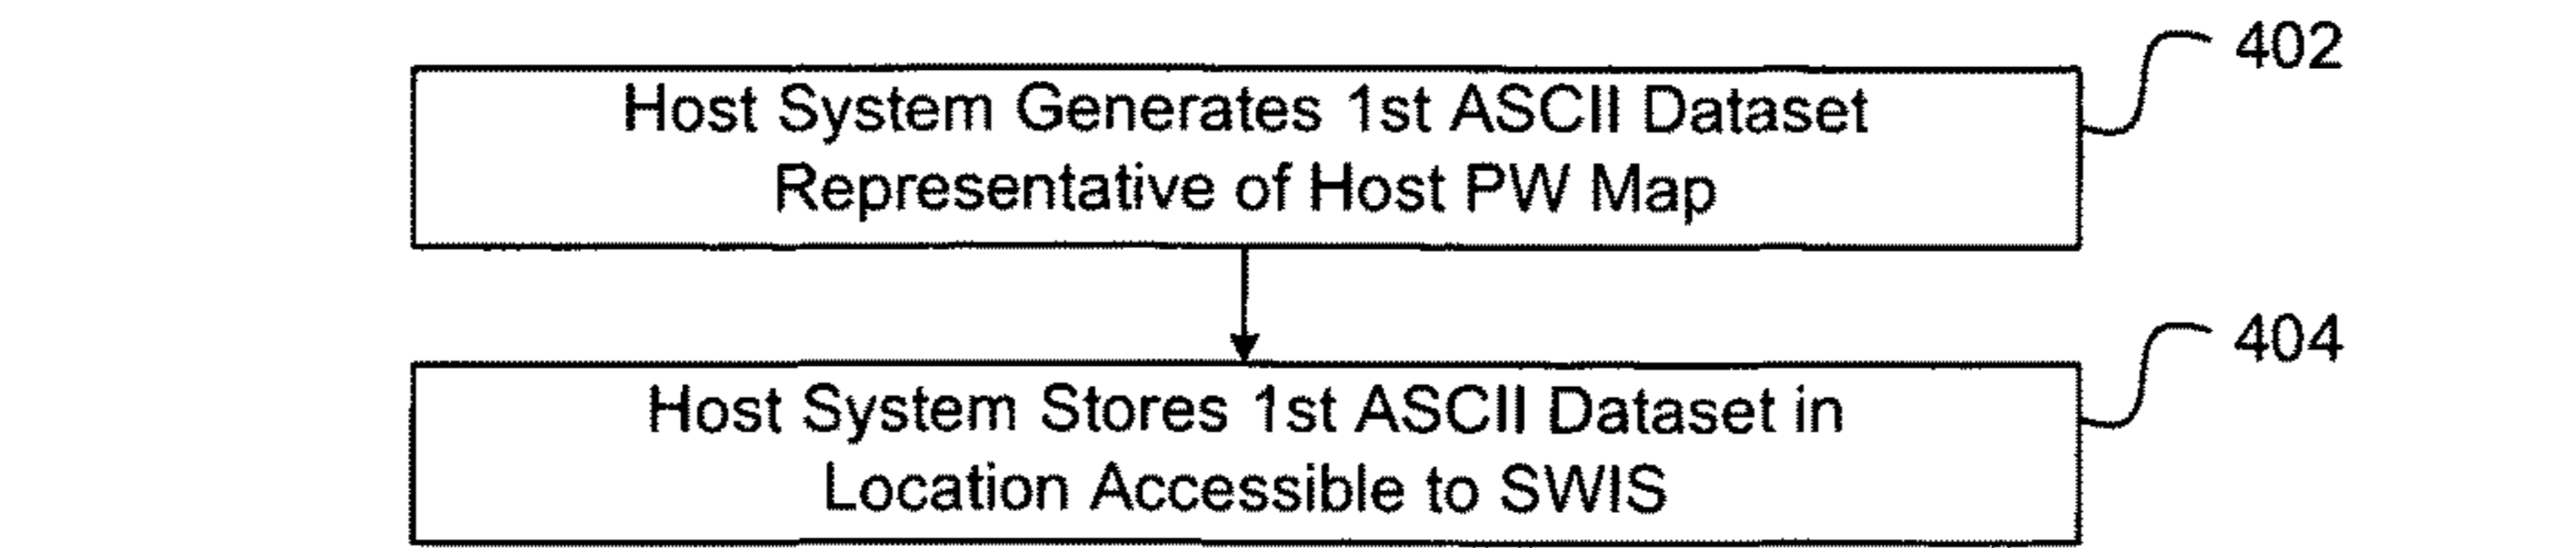 402
Host System Generates 1st ASCII Dataset
Representative of Host PW Map
404
Host System Stores 1st ASCII Dataset in
Location Accessible to SWIS